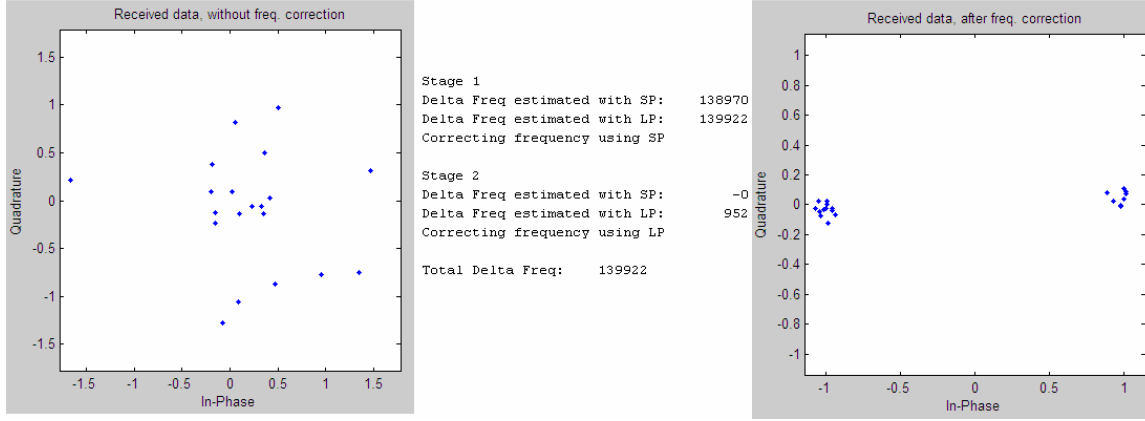 Received data, without freq. correction
1.5
1
0.5
0
-0.5
-1
-1.5
Quadrature
-1.5 -1 -0.5 0 0.5 1 1.5
In-Phase
Stage 1
Delta Freq estimated with SP: 138970
Delta Freq estimated with LP: 139922
Correcting frequency using SP
Stage 2
Delta Freq estimated with SP: -0
Delta Freq estimated with LP: 952
Correcting frequency using LP
Total Delta Freq: 139922
Received data, after freq. correction
1
0.8
0.6
0.4
0.2
0
-0.2
-0.4
-0.6
-0.8
-1
Quadrature
-1 -0.5 0 0.5 1
In-Phase